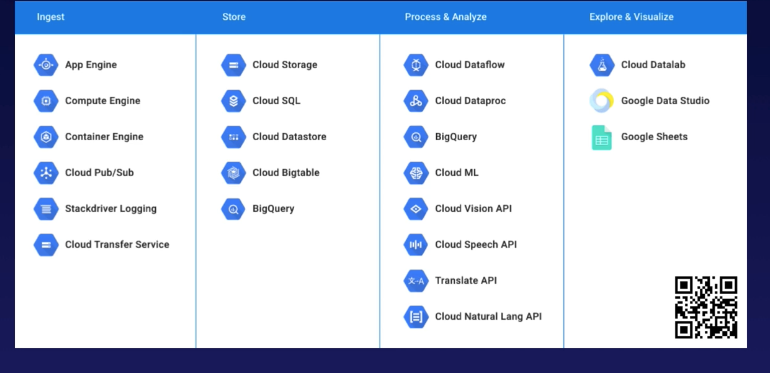 Ingest
App Engine
Compute Engine
Container Engine
Cloud Pub/Sub
Stackdriver Logging
Cloud Transfer Service
Store
Cloud Storage
Cloud SQL
Cloud Datastore
Cloud Bigtable
BigQuery
Process & Analyze
Cloud Dataflow
Cloud Dataproc
BigQuery
Cloud ML
Cloud Vision API
Cloud Speech API
文-A
Translate API
Cloud Natural Lang API
Explore & Visualize
Cloud Datalab
Google Data Studio
Google Sheets